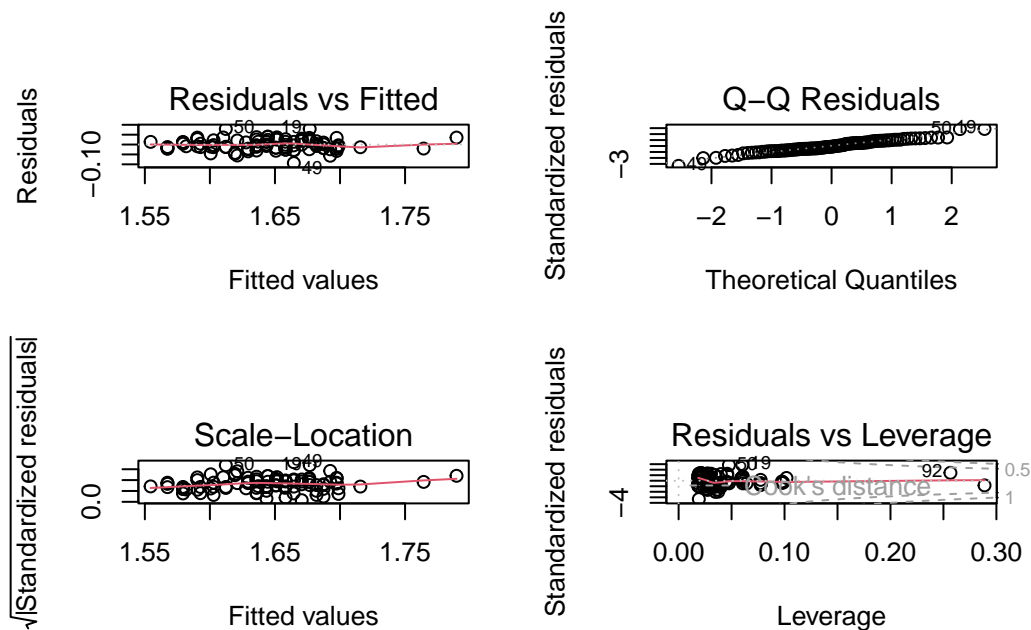 Residuals vs Fitted
Residuals
−0.10
50
19
49
1.55
1.65
1.75
Fitted values
Q−Q Residuals
Standardized residuals
−3
50
19
49
−2
−1
0
1
2
Theoretical Quantiles
Scale−Location
√|Standardized residuals|
0.0
50
19
49
1.55
1.65
1.75
Fitted values
Residuals vs Leverage
Standardized residuals
−4
50
19
92
Cook's distance
0.5
1
0.00
0.10
0.20
0.30
Leverage